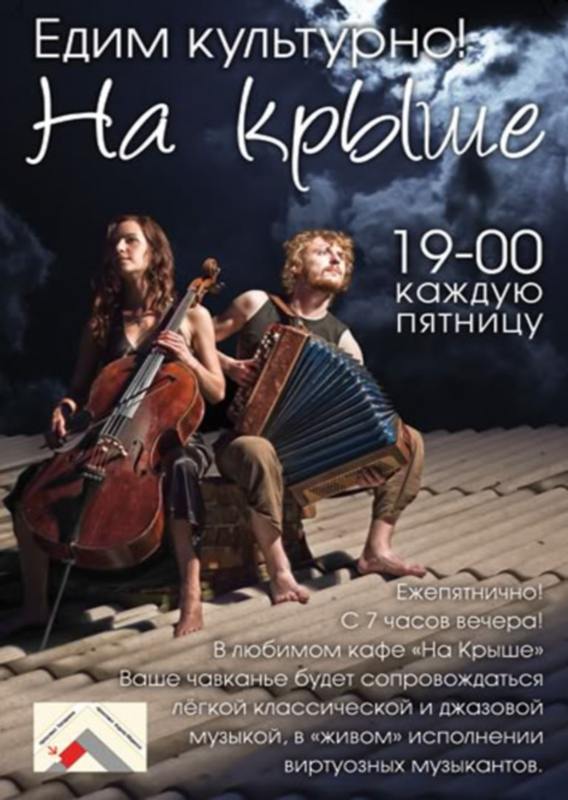 Едим культурно!
На крыше
19-00
каждую
пятницу
Ежепятнично!
С 7 часов вечера!
В любимом кафе «На Крыше»
Ваше чавканье будет сопровождаться
лёгкой классической и джазовой
музыкой, в «живом» исполнении
виртуозных музыкантов.